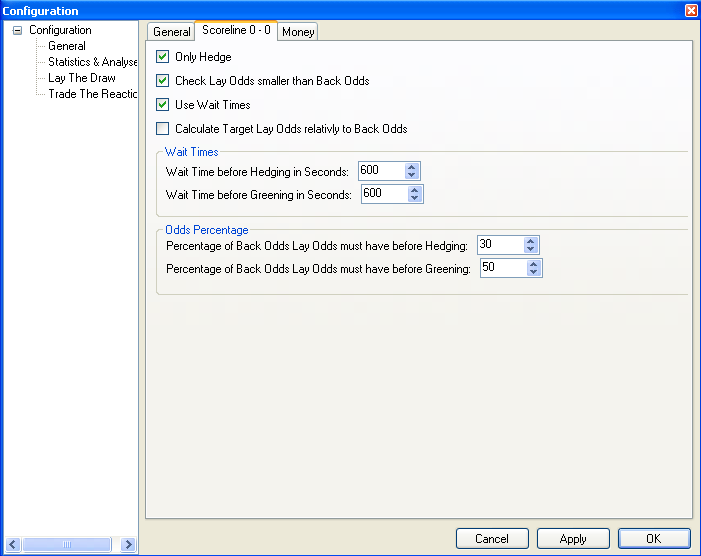 Configuration
Configuration
General
Statistics & Analyse
Lay The Draw
Trade The Reactic
General
Scoreline 0 - 0
Money
Only Hedge
Check Lay Odds smaller than Back Odds
Use Wait Times
Calculate Target Lay Odds relativly to Back Odds
Wait Times
Wait Time before Hedging in Seconds: 600
Wait Time before Greening in Seconds: 600
Odds Percentage
Percentage of Back Odds Lay Odds must have before Hedging: 30
Percentage of Back Odds Lay Odds must have before Greening: 50
Cancel
Apply
OK